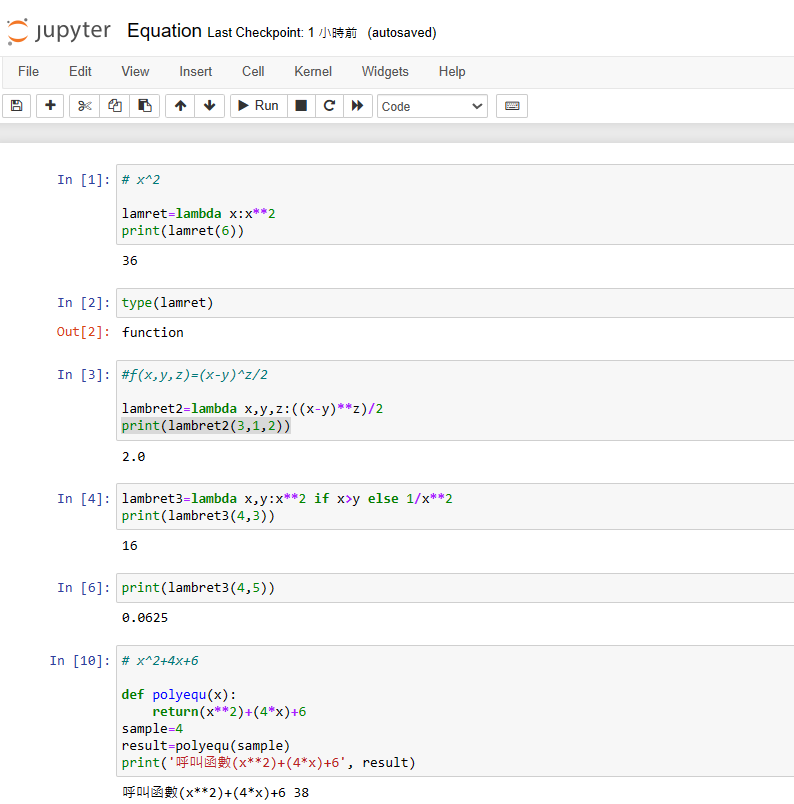 jupyter Equation Last Checkpoint: 1 小時前 (autosaved)
File Edit View Insert Cell Kernel Widgets Help
Run Code
In [1]: # x^2
lamret=lambda x:x**2
print(lamret(6))
36
In [2]: type(lamret)
Out[2]: function
In [3]: #f(x,y,z)=(x-y)^z/2
lambret2=lambda x,y,z:((x-y)**z)/2
print(lambret2(3,1,2))
2.0
In [4]: lambret3=lambda x,y:x**2 if x>y else 1/x**2
print(lambret3(4,3))
16
In [6]: print(lambret3(4,5))
0.0625
In [10]: # x^2+4x+6
def polyequ(x):
    return(x**2)+(4*x)+6
sample=4
result=polyequ(sample)
print('呼叫函數(x**2)+(4*x)+6', result)
呼叫函數(x**2)+(4*x)+6 38